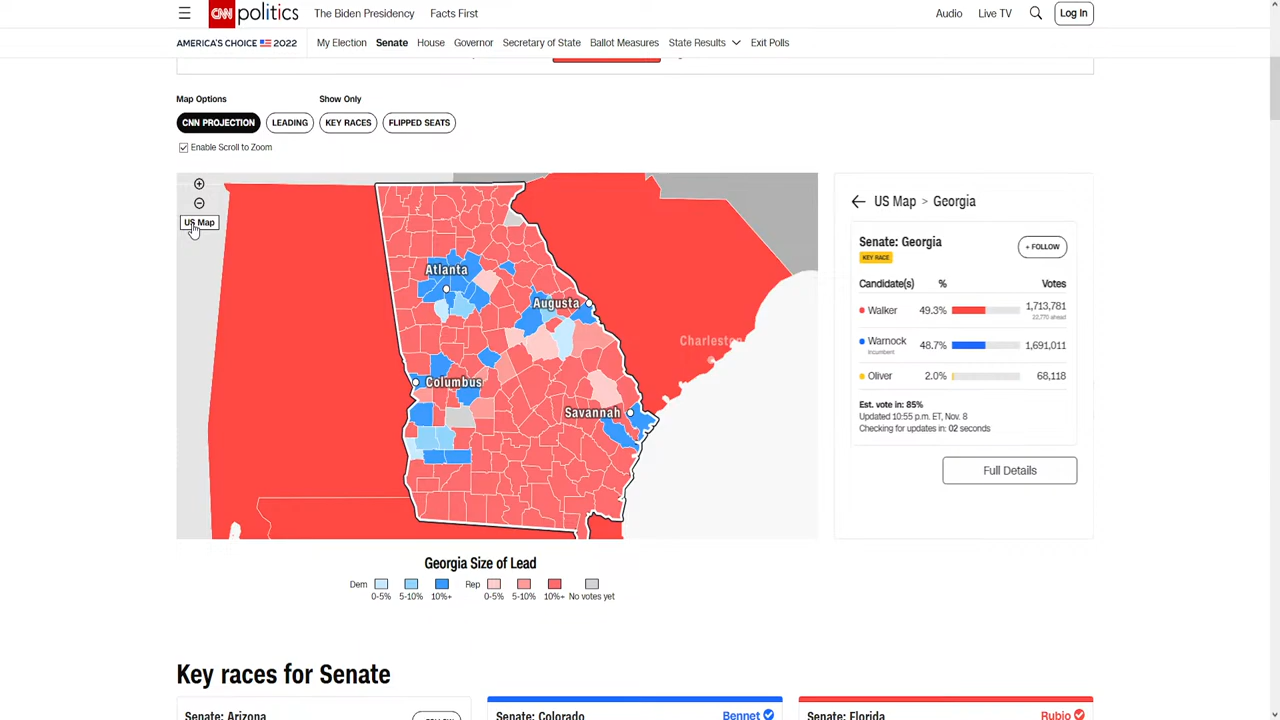 CNN politics The Biden Presidency Facts First Audio Live TV Log In
AMERICA'S CHOICE 2022 My Election Senate House Governor Secretary of State Ballot Measures State Results Exit Polls
Map Options Show Only
CNN PROJECTION LEADING KEY RACES FLIPPED SEATS
Enable Scroll to Zoom
US Map
Atlanta
Augusta
Charleston
Columbus
Savannah
US Map > Georgia
Senate: Georgia + FOLLOW
KEY RACE
Candidate(s) % Votes
Walker 49.3% 1,713,781
22,770 ahead
Warnock 48.7% 1,691,011
Incumbent
Oliver 2.0% 68,118
Est. vote in: 85%
Updated 10:55 p.m. ET, Nov. 8
Checking for updates in: 02 seconds
Full Details
Georgia Size of Lead
Dem Rep
0-5% 5-10% 10%+ 0-5% 5-10% 10%+ No votes yet
Key races for Senate
Senate: Arizona Senate: Colorado Bennet Senate: Florida Rubio